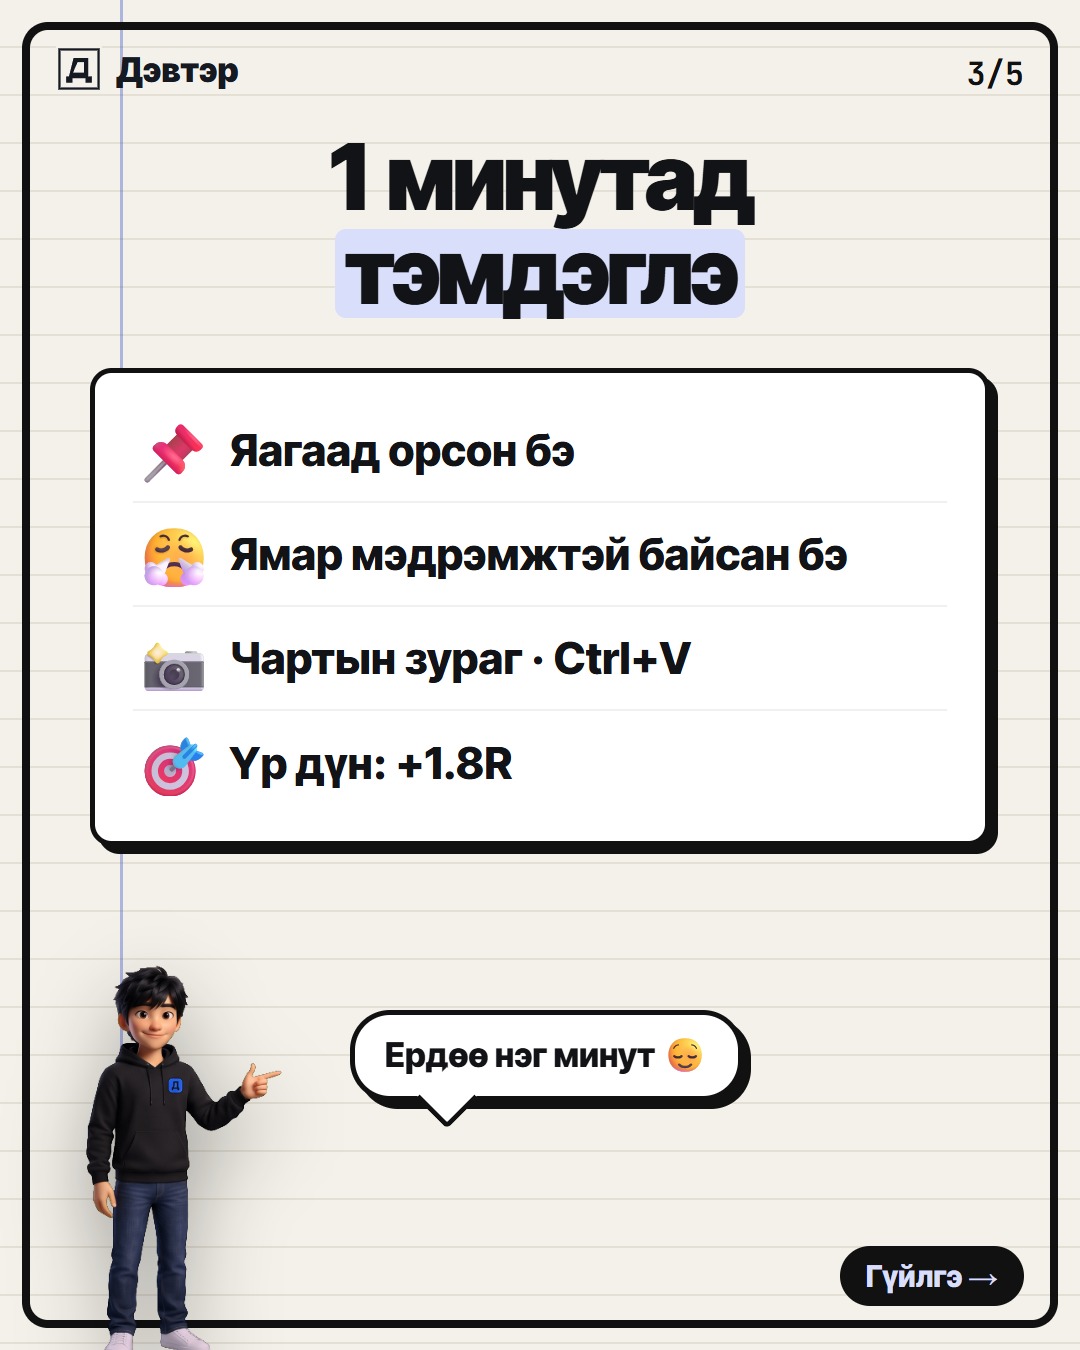 Д Дэвтэр
3/5
1 минутад
тэмдэглэ
Яагаад орсон бэ
Ямар мэдрэмжтэй байсан бэ
Чартын зураг · Ctrl+V
Үр дүн: +1.8R
Ердөө нэг минут
Д
Гүйлгэ →